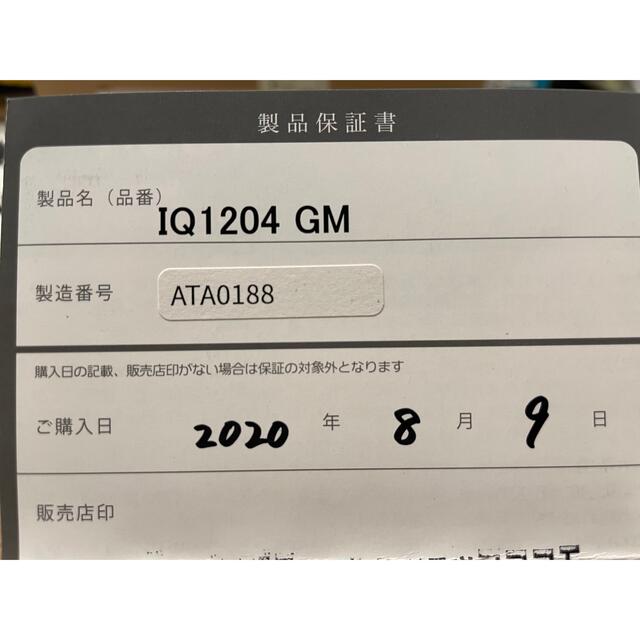 製品保証書
製品名（品番）
IQ1204 GM
製造番号 ATA0188
購入日の記載、販売店印がない場合は保証の対象外となります
ご購入日 2020 年 8 月 9 日
販売店印